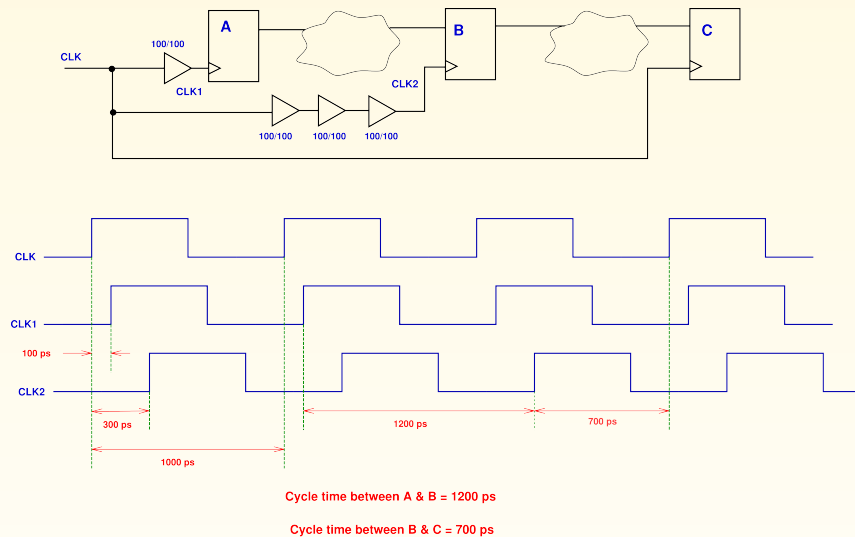 A
B
C
100/100
CLK
CLK1
CLK2
100/100
100/100
100/100
CLK
CLK1
100 ps
CLK2
300 ps
1200 ps
700 ps
1000 ps
Cycle time between A & B = 1200 ps
Cycle time between B & C = 700 ps